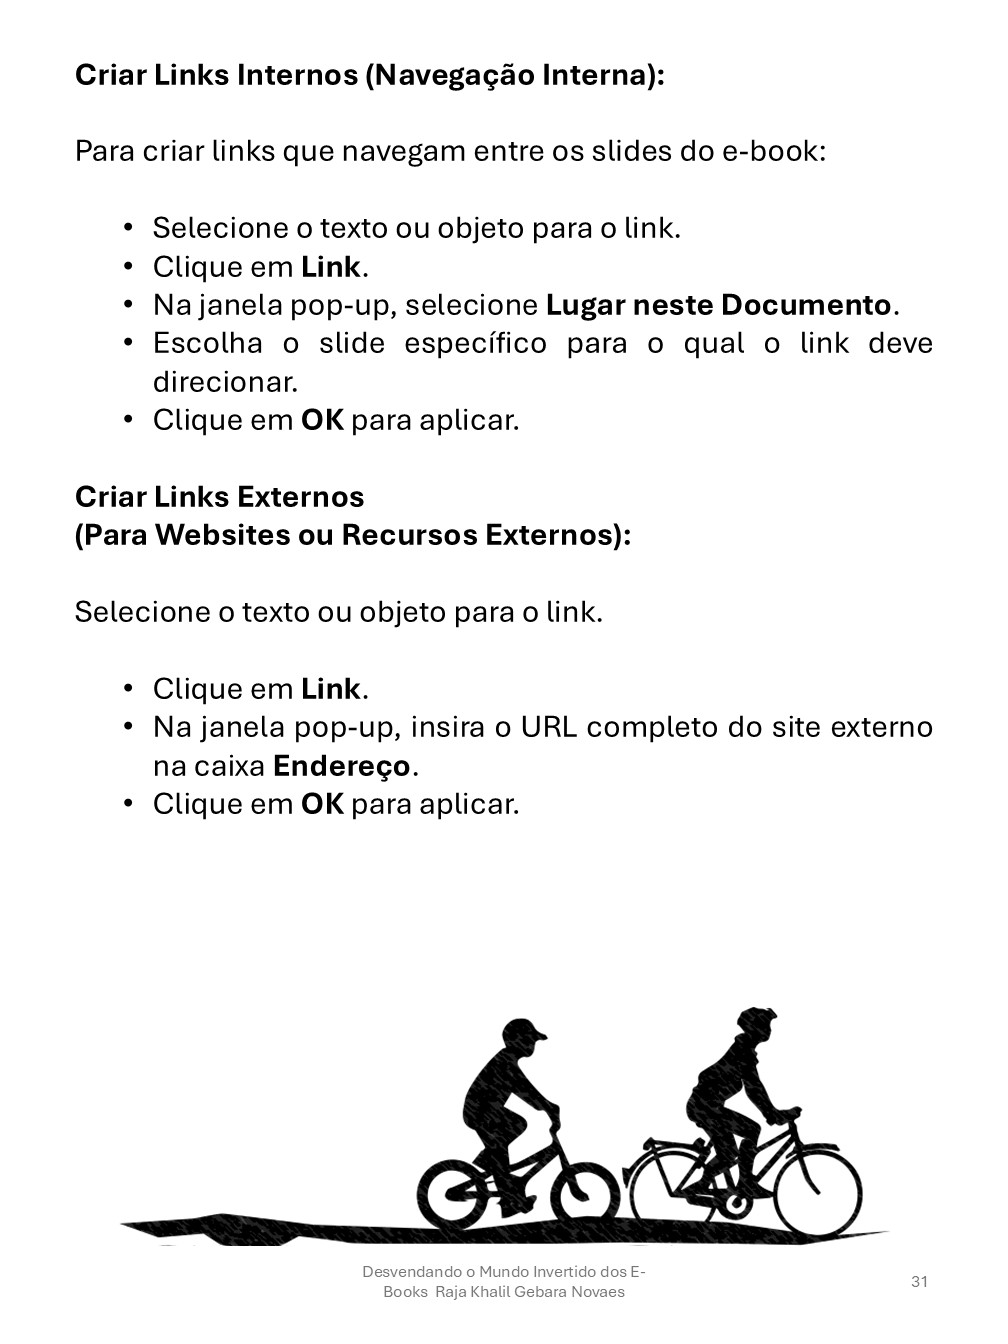 Criar Links Internos (Navegação Interna):
Para criar links que navegam entre os slides do e-book:
• Selecione o texto ou objeto para o link.
• Clique em Link.
• Na janela pop-up, selecione Lugar neste Documento.
• Escolha o slide específico para o qual o link deve
direcionar.
• Clique em OK para aplicar.
Criar Links Externos
(Para Websites ou Recursos Externos):
Selecione o texto ou objeto para o link.
• Clique em Link.
• Na janela pop-up, insira o URL completo do site externo
na caixa Endereço.
• Clique em OK para aplicar.
Desvendando o Mundo Invertido dos E-
Books Raja Khalil Gebara Novaes
31